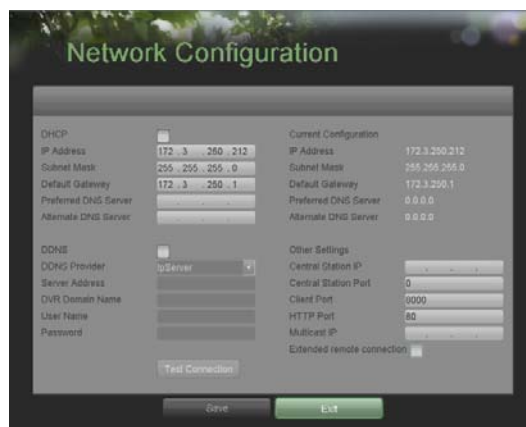 Network Configuration
DHCP
IP Address 172 . 3 . 250 . 212
Subnet Mask 255 . 255 . 255 . 0
Default Gateway 172 . 3 . 250 . 1
Preferred DNS Server . . .
Alternate DNS Server . . .
DDNS
DDNS Provider IpServer
Server Address
DVR Domain Name
User Name
Password
Test Connection
Current Configuration
IP Address 172.3.250.212
Subnet Mask 255.255.255.0
Default Gateway 172.3.250.1
Preferred DNS Server 0.0.0.0
Alternate DNS Server 0.0.0.0
Other Settings
Central Station IP . . .
Central Station Port 0
Client Port 8000
HTTP Port 80
Multicast IP . . .
Extended remote connection
Save Exit